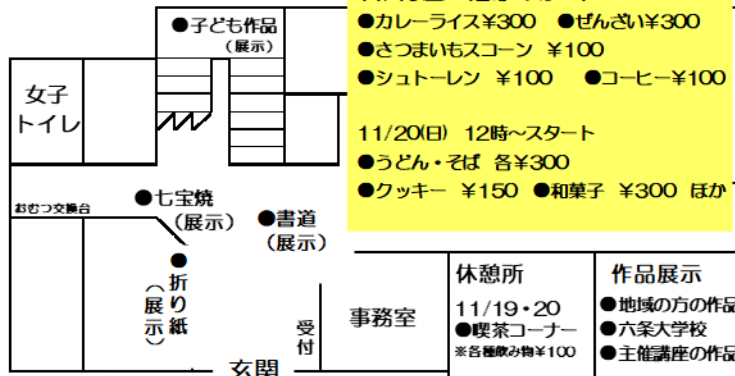 ●子ども作品
(展示)
●カレーライス¥300 ●ぜんざい¥300
●さつまいもスコーン ¥100
●シュトーレン ¥100 ●コーヒー¥100
11/20(日) 12時~スタート
●うどん・そば 各¥300
●クッキー ¥150 ●和菓子 ¥300 ほか
女子
トイレ
おむつ交換台
●七宝焼
(展示)
●書道
(展示)
●折り紙
(展示)
受付
事務室
玄関
休憩所
11/19・20
●喫茶コーナー
※各種飲み物¥100
作品展示
●地域の方の作品
●六条大学校
●主催講座の作品